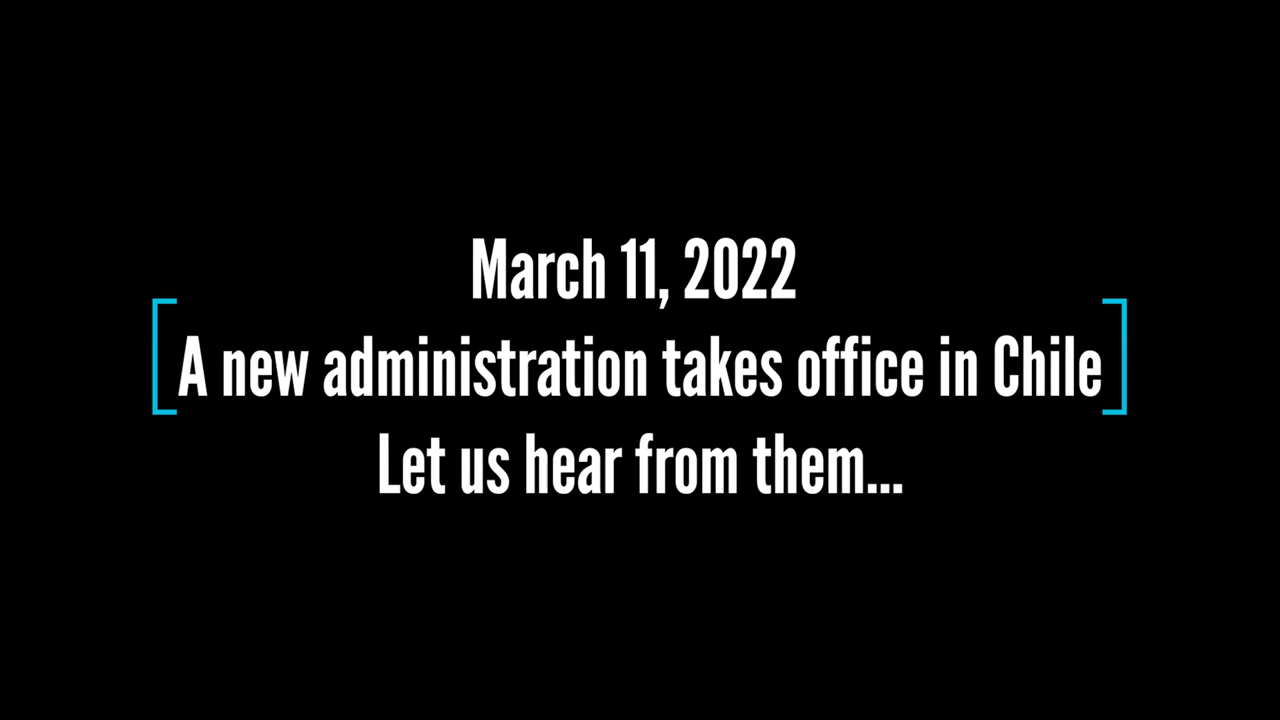 March 11, 2022
A new administration takes office in Chile
Let us hear from them...